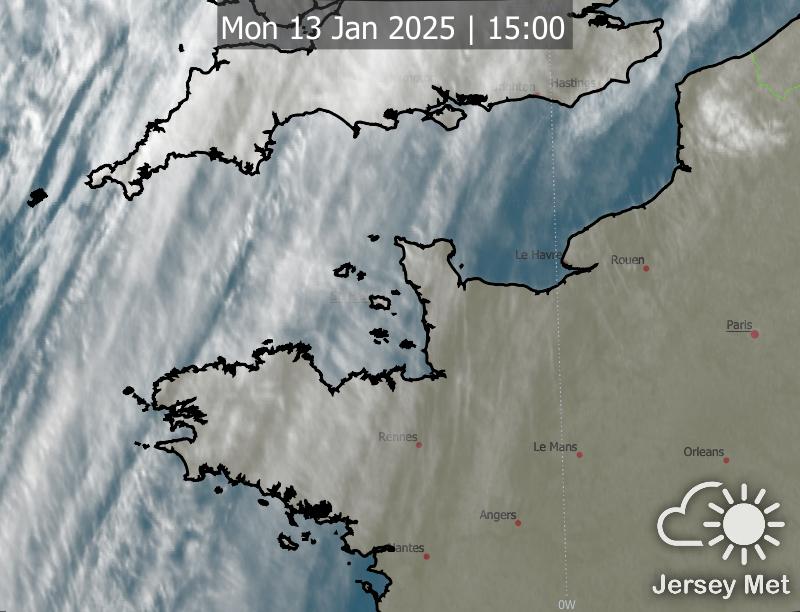 Mon 13 Jan 2025 | 15:00
Hastings
Le Havre
Rouen
Paris
Rennes
Le Mans
Orleans
Angers
Nantes
Jersey Met
0W